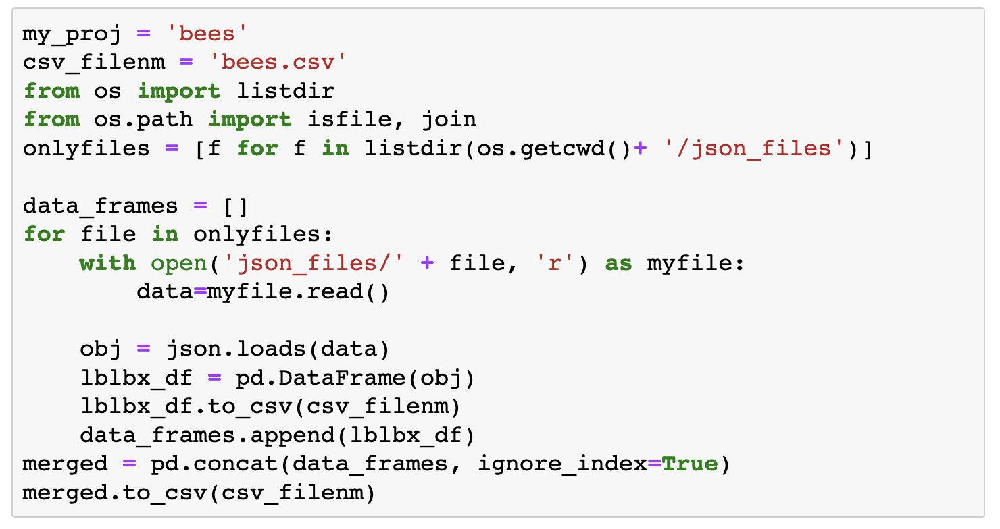 my_proj = 'bees'
csv_filenm = 'bees.csv'
from os import listdir
from os.path import isfile, join
onlyfiles = [f for f in listdir(os.getcwd()+ '/json_files')]

data_frames = []
for file in onlyfiles:
    with open('json_files/' + file, 'r') as myfile:
        data=myfile.read()

    obj = json.loads(data)
    lblbx_df = pd.DataFrame(obj)
    lblbx_df.to_csv(csv_filenm)
    data_frames.append(lblbx_df)
merged = pd.concat(data_frames, ignore_index=True)
merged.to_csv(csv_filenm)